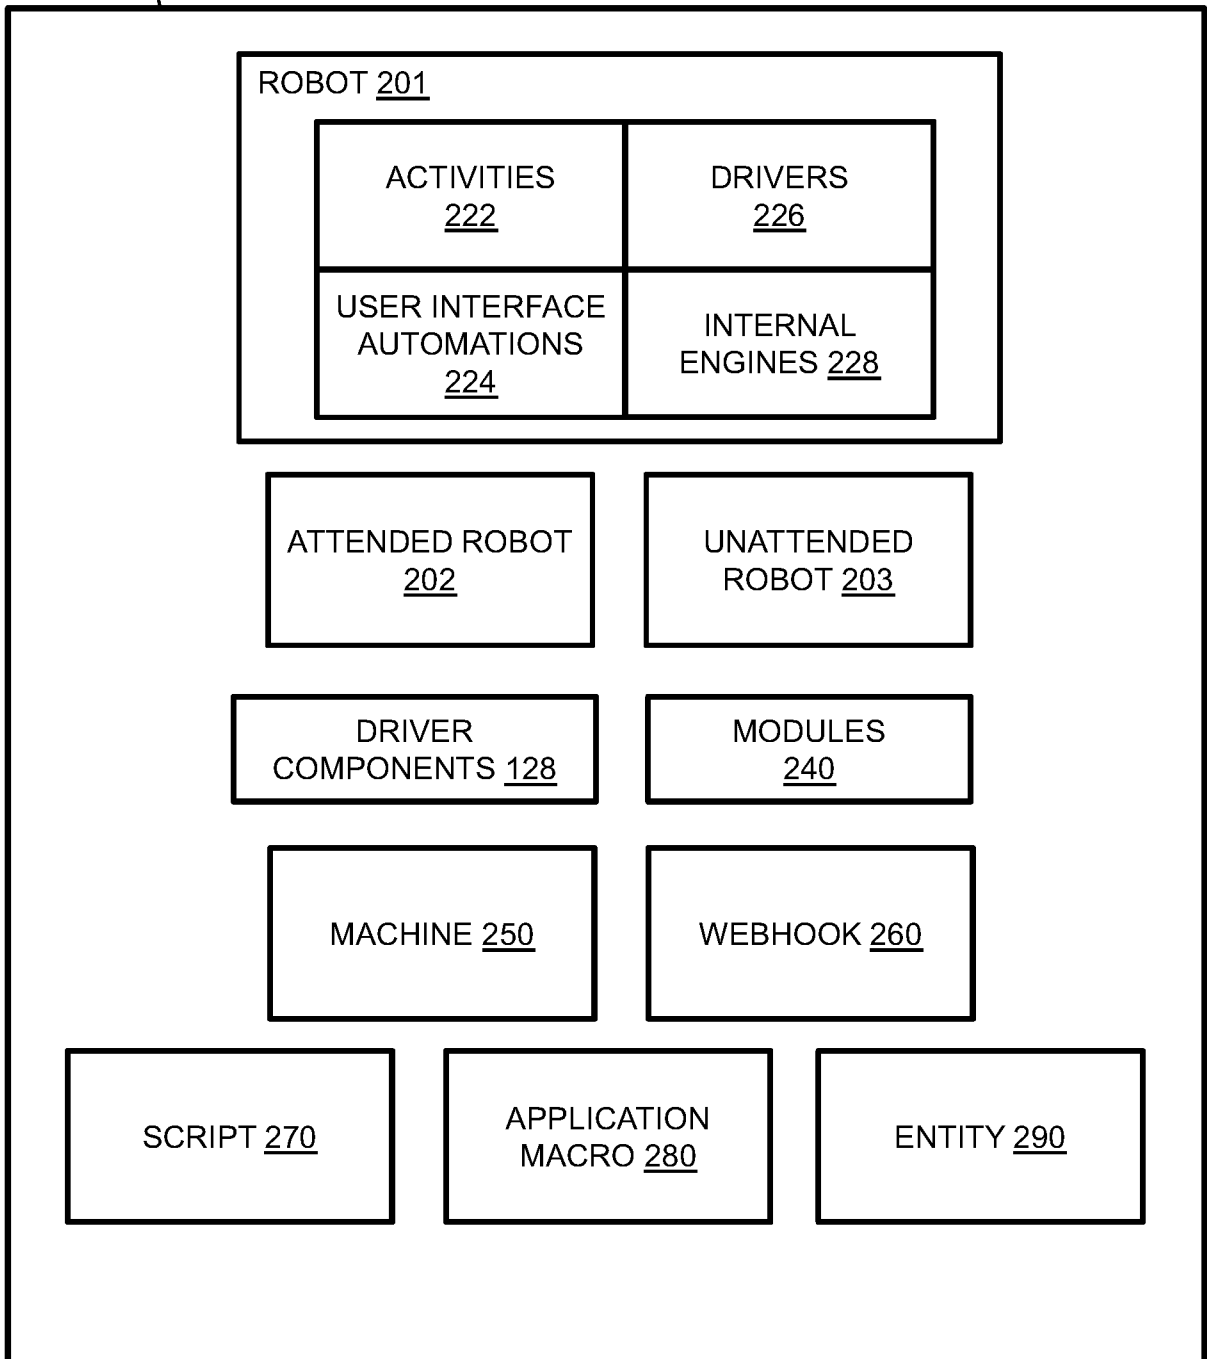 ROBOT 201
ACTIVITIES
222
DRIVERS
226
USER INTERFACE
AUTOMATIONS
224
INTERNAL
ENGINES 228
ATTENDED ROBOT
202
UNATTENDED
ROBOT 203
DRIVER
COMPONENTS 128
MODULES
240
MACHINE 250
WEBHOOK 260
SCRIPT 270
APPLICATION
MACRO 280
ENTITY 290